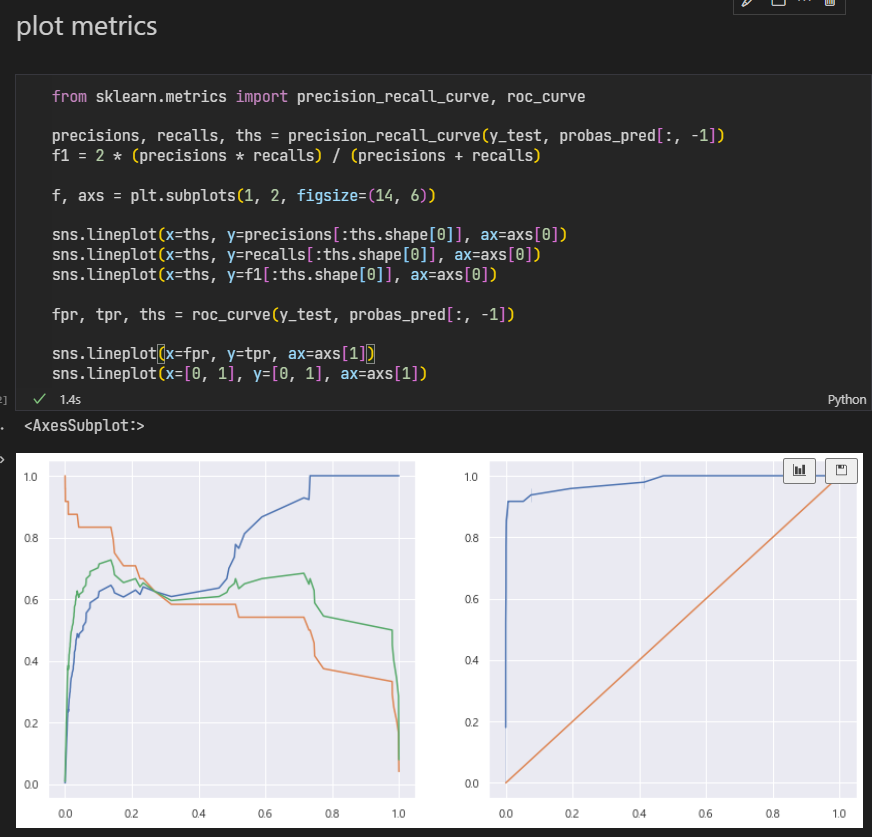 plot metrics
from sklearn.metrics import precision_recall_curve, roc_curve
precisions, recalls, ths = precision_recall_curve(y_test, probas_pred[:, -1])
f1 = 2 * (precisions * recalls) / (precisions + recalls)
f, axs = plt.subplots(1, 2, figsize=(14, 6))
sns.lineplot(x=ths, y=precisions[:ths.shape[0]], ax=axs[0])
sns.lineplot(x=ths, y=recalls[:ths.shape[0]], ax=axs[0])
sns.lineplot(x=ths, y=f1[:ths.shape[0]], ax=axs[0])
fpr, tpr, ths = roc_curve(y_test, probas_pred[:, -1])
sns.lineplot(x=fpr, y=tpr, ax=axs[1])
sns.lineplot(x=[0, 1], y=[0, 1], ax=axs[1])
1.4s
Python
<AxesSubplot:>
1.0
0.8
0.6
0.4
0.2
0.0
0.0 0.2 0.4 0.6 0.8 1.0
1.0
0.8
0.6
0.4
0.2
0.0
0.0 0.2 0.4 0.6 0.8 1.0